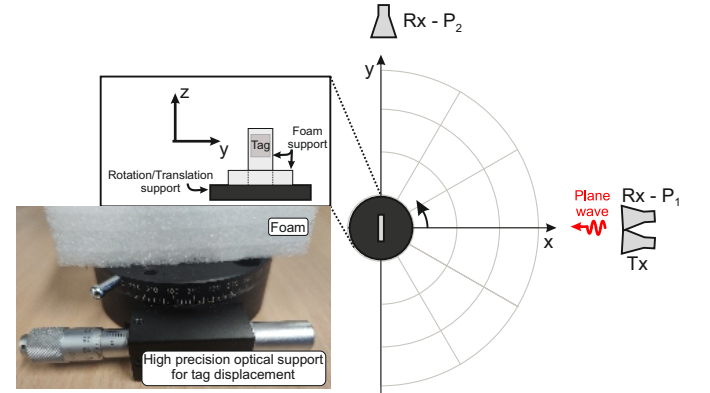 Rx - P2
y
z
y
Tag
Foam
support
Rotation/Translation
support
Foam
High precision optical support
for tag displacement
x
Plane
wave
Rx - P1
Tx